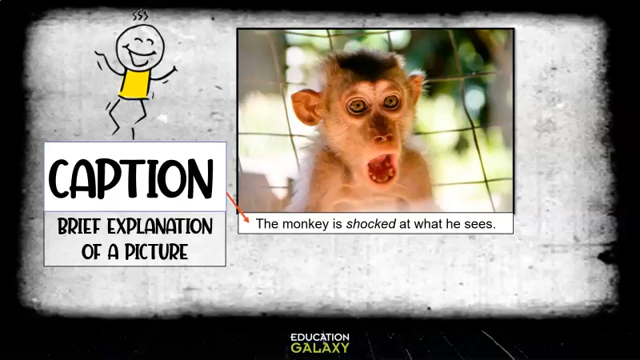 CAPTION
BRIEF EXPLANATION
OF A PICTURE
The monkey is shocked at what he sees.
EDUCATION
GALAXY